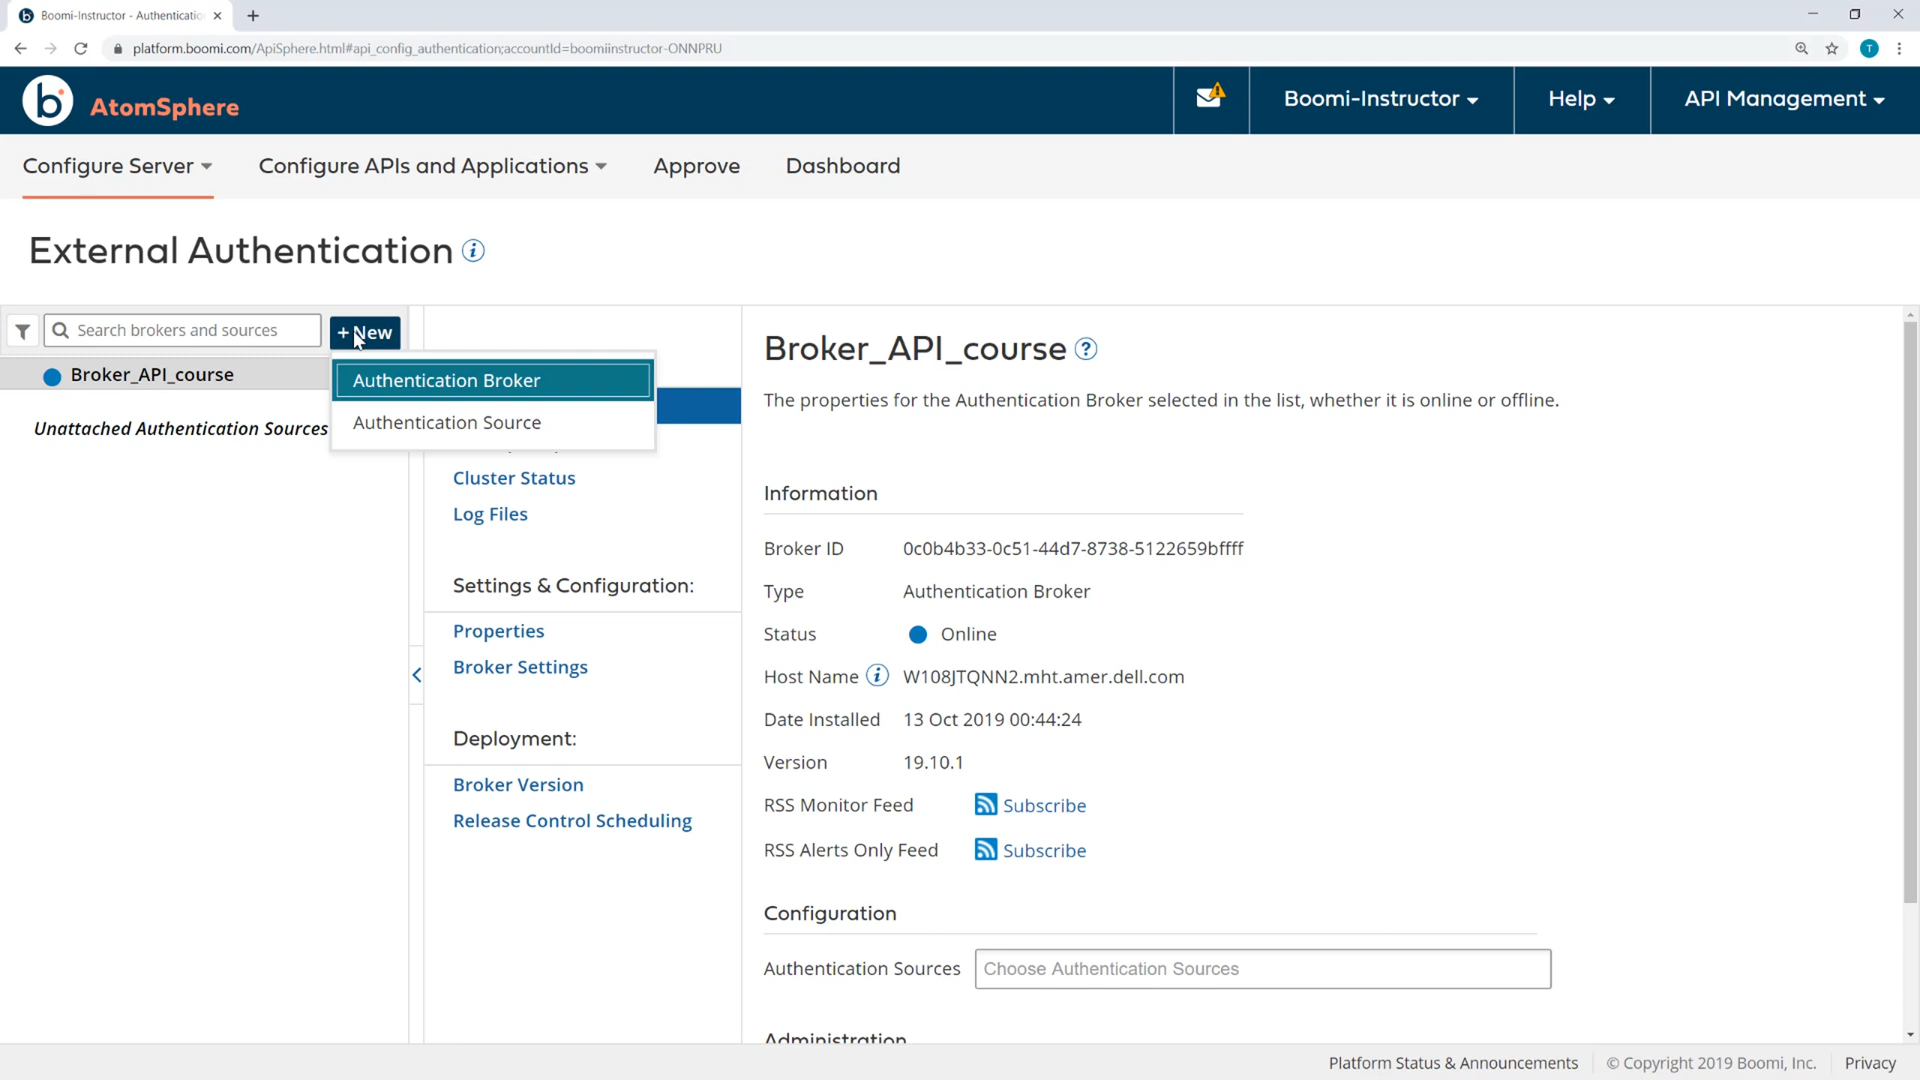 Boomi-Instructor - Authenticatio
platform.boomi.com/ApiSphere.html#api_config_authentication;accountId=boomiinstructor-ONNPRU
T
b AtomSphere
Boomi-Instructor
Help
API Management
Configure Server
Configure APIs and Applications
Approve
Dashboard
External Authentication
Search brokers and sources
+ New
Broker_API_course
Unattached Authentication Sources
Authentication Broker
Authentication Source
Cluster Status
Log Files
Settings & Configuration:
Properties
Broker Settings
Deployment:
Broker Version
Release Control Scheduling
Broker_API_course
The properties for the Authentication Broker selected in the list, whether it is online or offline.
Information
Broker ID 0c0b4b33-0c51-44d7-8738-5122659bffff
Type Authentication Broker
Status Online
Host Name W108JTQNN2.mht.amer.dell.com
Date Installed 13 Oct 2019 00:44:24
Version 19.10.1
RSS Monitor Feed Subscribe
RSS Alerts Only Feed Subscribe
Configuration
Authentication Sources Choose Authentication Sources
Administration
Platform Status & Announcements
© Copyright 2019 Boomi, Inc.
Privacy